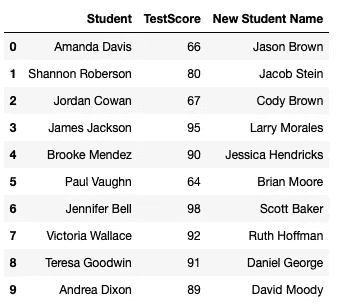 Student TestScore New Student Name
0 Amanda Davis 66 Jason Brown
1 Shannon Roberson 80 Jacob Stein
2 Jordan Cowan 67 Cody Brown
3 James Jackson 95 Larry Morales
4 Brooke Mendez 90 Jessica Hendricks
5 Paul Vaughn 64 Brian Moore
6 Jennifer Bell 98 Scott Baker
7 Victoria Wallace 92 Ruth Hoffman
8 Teresa Goodwin 91 Daniel George
9 Andrea Dixon 89 David Moody